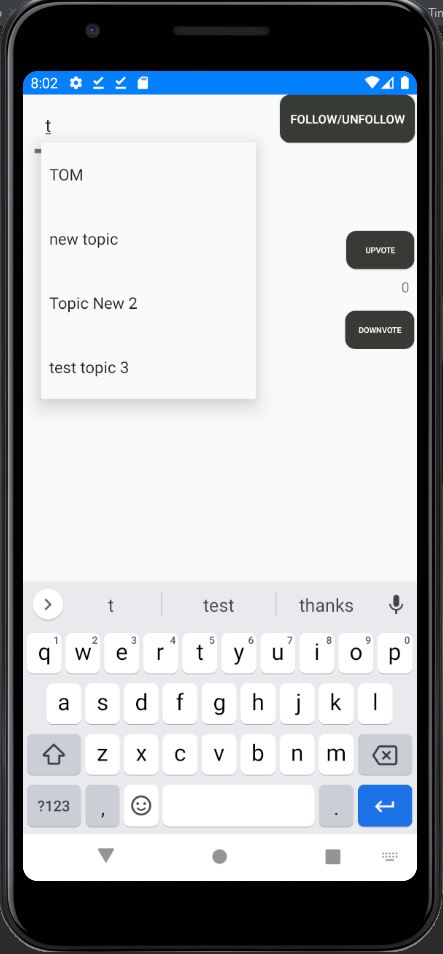 Tin
8:02
t
FOLLOW/UNFOLLOW
TOM
new topic
UPVOTE
0
Topic New 2
DOWNVOTE
test topic 3
t test thanks
1 2 3 4 5 6 7 8 9 0
q w e r t y u i o p
a s d f g h j k l
z x c v b n m
?123 , .